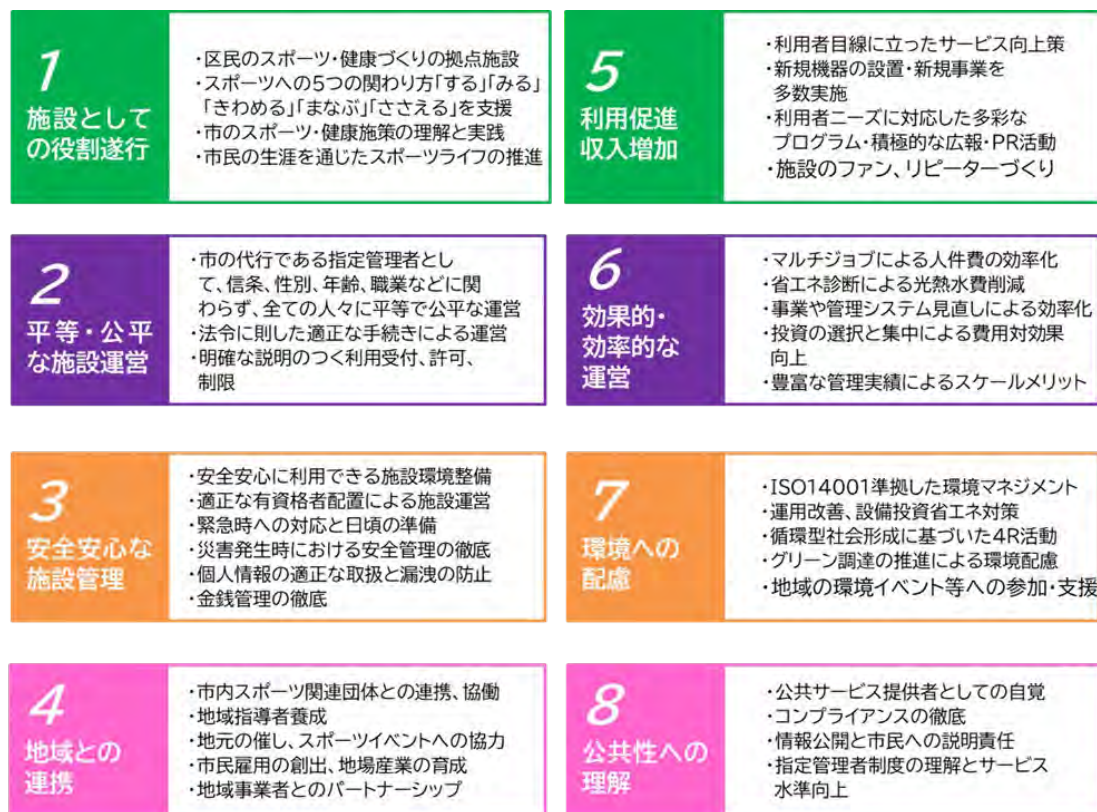 1
施設として
の役割遂行
・区民のスポーツ・健康づくりの拠点施設
・スポーツへの5つの関わり方「する」「みる」
「きわめる」「まなぶ」「ささえる」を支援
・市のスポーツ・健康施策の理解と実践
・市民の生涯を通じたスポーツライフの推進
2
平等・公平
な施設運営
・市の代行である指定管理者とし
て、信条、性別、年齢、職業などに関
わらず、全ての人々に平等で公平な運営
・法令に則した適正な手続きによる運営
・明確な説明のつく利用受付、許可、
制限
3
安全安心な
施設管理
・安全安心に利用できる施設環境整備
・適正な有資格者配置による施設運営
・緊急時への対応と日頃の準備
・災害発生時における安全管理の徹底
・個人情報の適正な取扱と漏洩の防止
・金銭管理の徹底
4
地域との
連携
・市内スポーツ関連団体との連携、協働
・地域指導者養成
・地元の催し、スポーツイベントへの協力
・市民雇用の創出、地場産業の育成
・地域事業者とのパートナーシップ
5
利用促進
収入増加
・利用者目線に立ったサービス向上策
・新規機器の設置・新規事業を
多数実施
・利用者ニーズに対応した多彩な
プログラム・積極的な広報・PR活動
・施設のファン、リピーターづくり
6
効果的・
効率的な
運営
・マルチジョブによる人件費の効率化
・省エネ診断による光熱水費削減
・事業や管理システム見直しによる効率化
・投資の選択と集中による費用対効果
向上
・豊富な管理実績によるスケールメリット
7
環境への
配慮
・ISO14001準拠した環境マネジメント
・運用改善、設備投資省エネ対策
・循環型社会形成に基づいた4R活動
・グリーン調達の推進による環境配慮
・地域の環境イベント等への参加・支援
8
公共性への
理解
・公共サービス提供者としての自覚
・コンプライアンスの徹底
・情報公開と市民への説明責任
・指定管理者制度の理解とサービス
水準向上